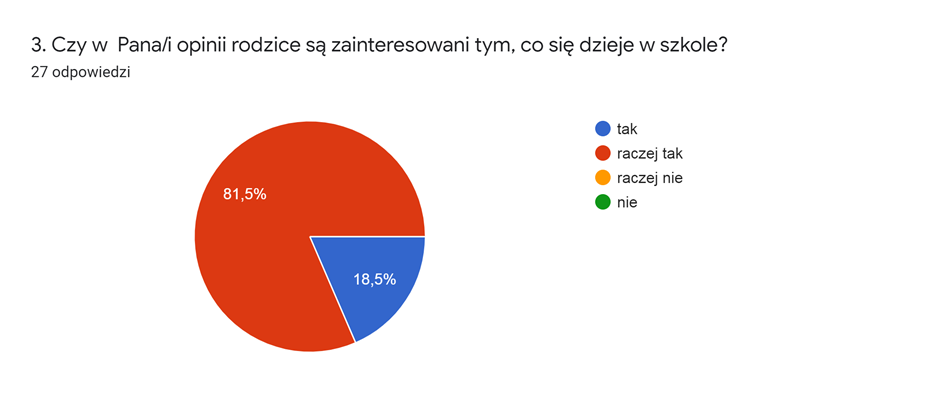 3. Czy w  Pana/i opinii rodzice są zainteresowani tym, co się dzieje w szkole?
27 odpowiedzi
tak
raczej tak
raczej nie
nie
81,5%
18,5%